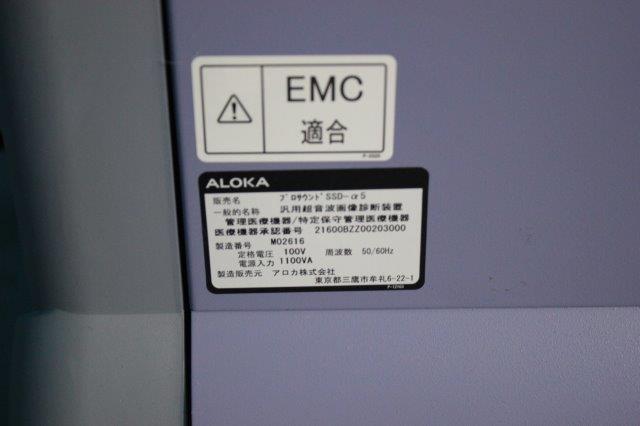 EMC
適合
ALOKA
販売名 プロサウンド SSD-α5
一般的名称 汎用超音波画像診断装置
管理医療機器/特定保守管理医療機器
医療機器承認番号 21600BZZ00203000
製造番号 M02616
定格電圧 100V 周波数 50/60Hz
電源入力 1100VA
製造販売元 アロカ株式会社
東京都三鷹市牟礼6-22-1